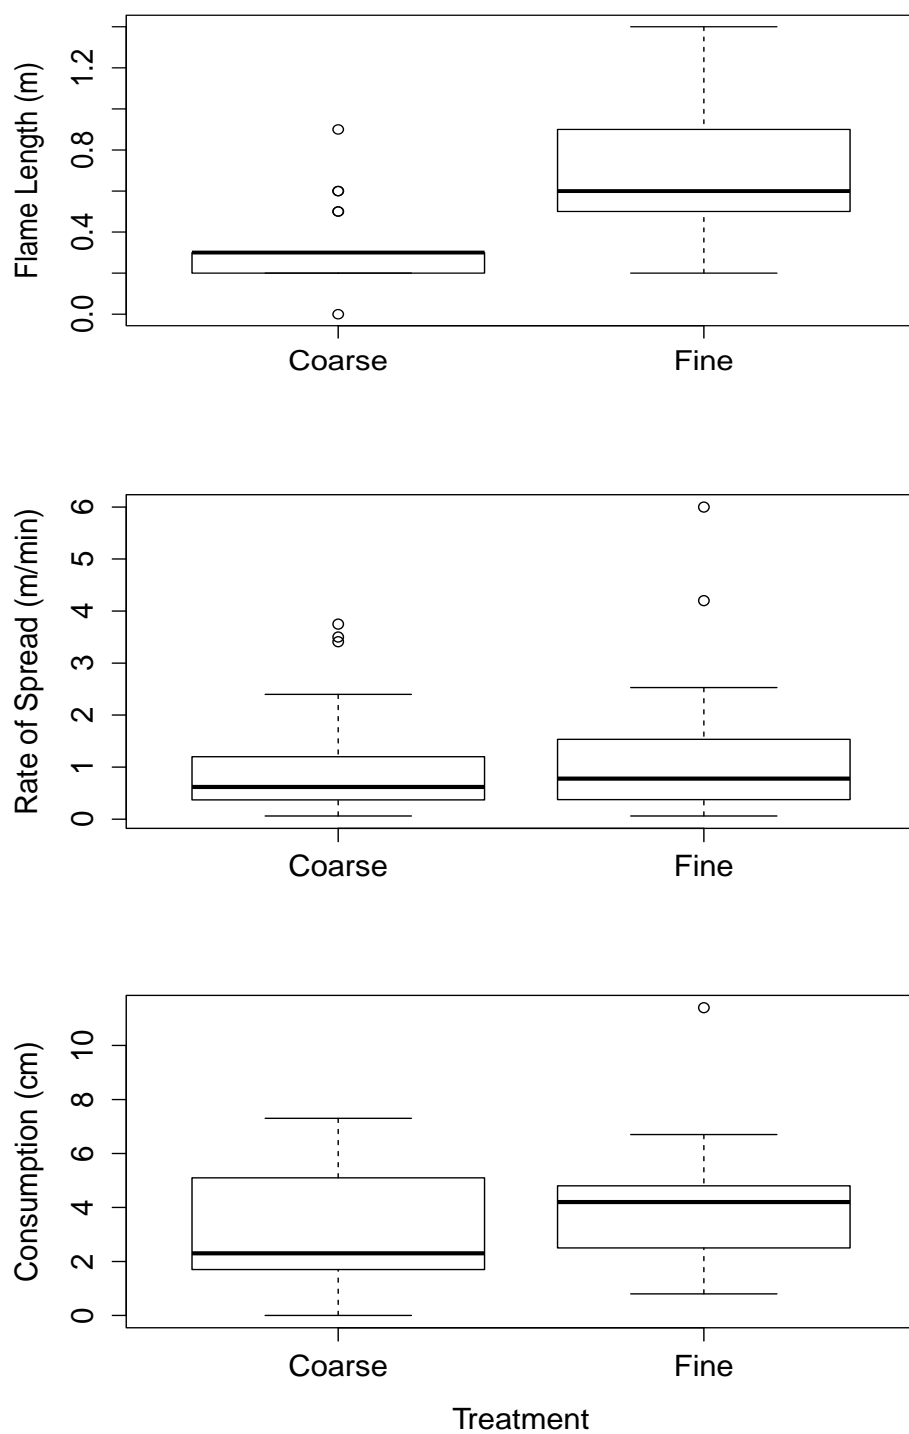 Flame Length (m)
1.2
0.8
0.4
0.0
Coarse Fine
Rate of Spread (m/min)
6
5
4
3
2
1
0
Coarse Fine
Consumption (cm)
10
8
6
4
2
0
Coarse Fine
Treatment